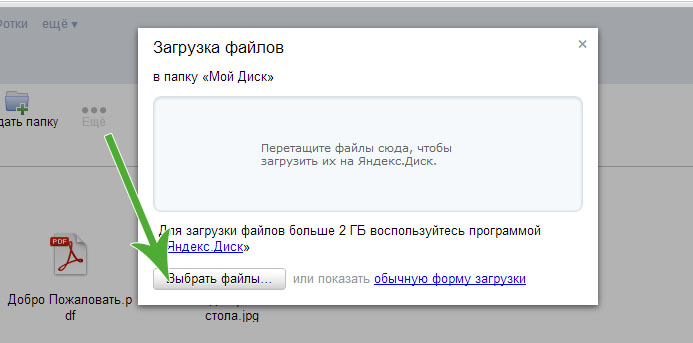 Фотки ещё ▾
Загрузка файлов ×
в папку «Мой Диск»
дать папку
Ещё
Перетащите файлы сюда, чтобы
загрузить их на Яндекс.Диск.
Для загрузки файлов больше 2 ГБ воспользуйтесь программой
Яндекс.Диск»
Выбрать файлы... или показать обычную форму загрузки
PDF
Добро Пожаловать.p
df
стола.jpg